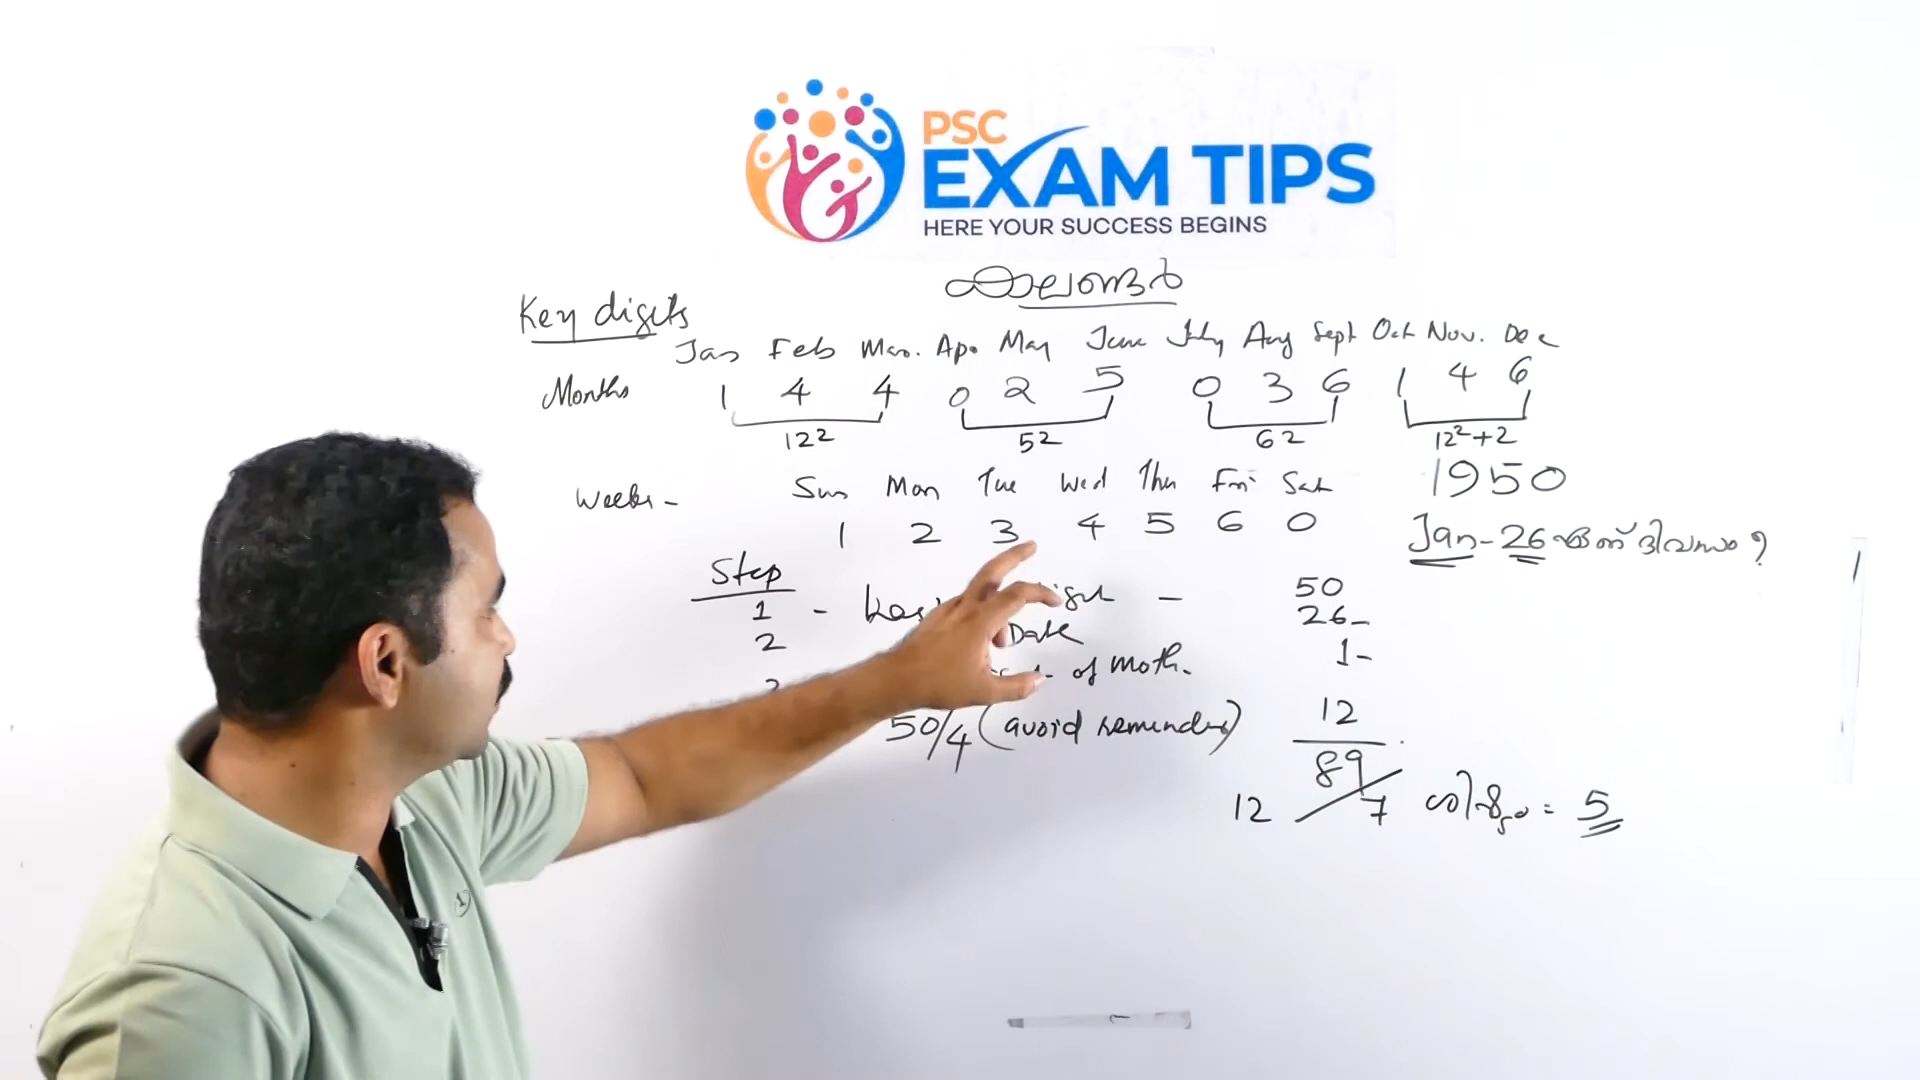 PSC
EXAM TIPS
HERE YOUR SUCCESS BEGINS
കലണ്ടർ
Key digits
Jan Feb Mar. Apr May June July Aug Sept Oct Nov. Dec
Months 1 4 4 0 2 5 0 3 6 1 4 6
12² 5² 6² 12²+2
Weeks - Sun Mon Tue Wed Thu Fri Sat
1 2 3 4 5 6 0
1950
Jan - 26 ഏത് ദിവസം ?
Step
1 - 50
2 Date 26-
of moth. 1-
50/4 (avoid reminder) 12
89
12 7 ശിഷ്ടം = 5